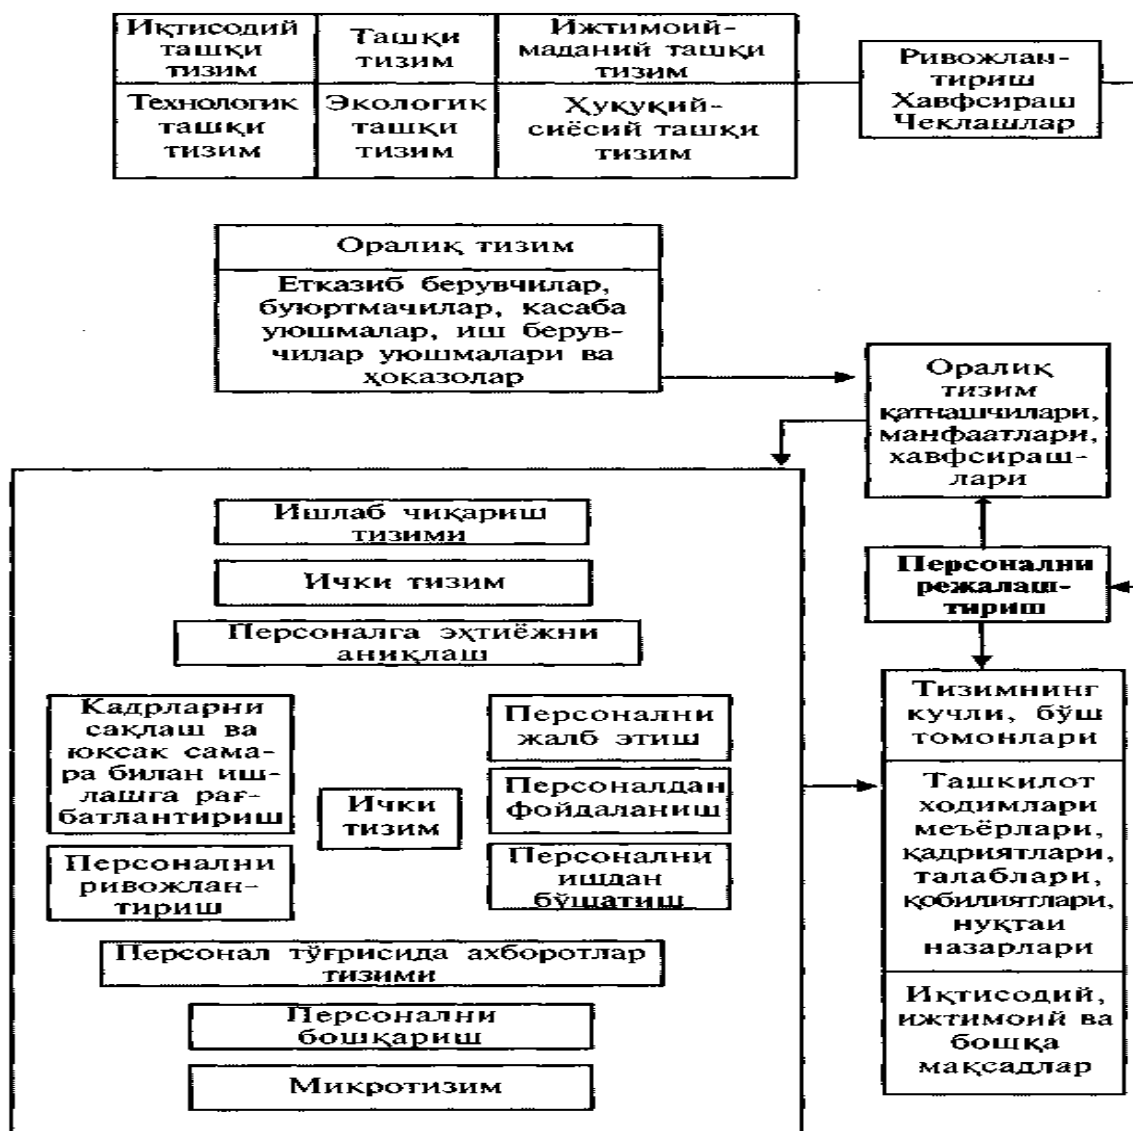 Иқтисодий
ташқи
тизим
Ташқи
тизим
Ижтимоий-
маданий ташқи
тизим
Технологик
ташқи
тизим
Экологик
ташқи
тизим
Ҳуқуқий-
сиёсий ташқи
тизим
Ривожлан-
тириш
Хавфсираш
Чеклашлар
Оралиқ тизим
Етказиб берувчилар,
буюртмачилар, касаба
уюшмалар, иш берув-
чилар уюшмалари ва
ҳоказолар
Оралиқ
тизим
қатнашчилари,
манфаатлари,
хавфсираш-
лари
Ишлаб чиқариш
тизими
Ички тизим
Персоналга эҳтиёжни
аниқлаш
Кадрларни
сақлаш ва
юксак сама-
ра билан иш-
лашга рағ-
батлантириш
Персонални
ривожлан-
тириш
Ички
тизим
Персонални
жалб этиш
Персоналдан
фойдаланиш
Персонални
ишдан
бўшатиш
Персонал тўғрисида ахборотлар
тизими
Персонални
бошқариш
Микротизим
Персонални
режалаш-
тириш
Тизимнинг
кучли, бўш
томонлари
Ташкилот
ходимлари
меъёрлари,
қадриятлари,
талаблари,
қобилиятлари,
нуқтаи
назарлари
Иқтисодий,
ижтимоий ва
бошқа
мақсадлар